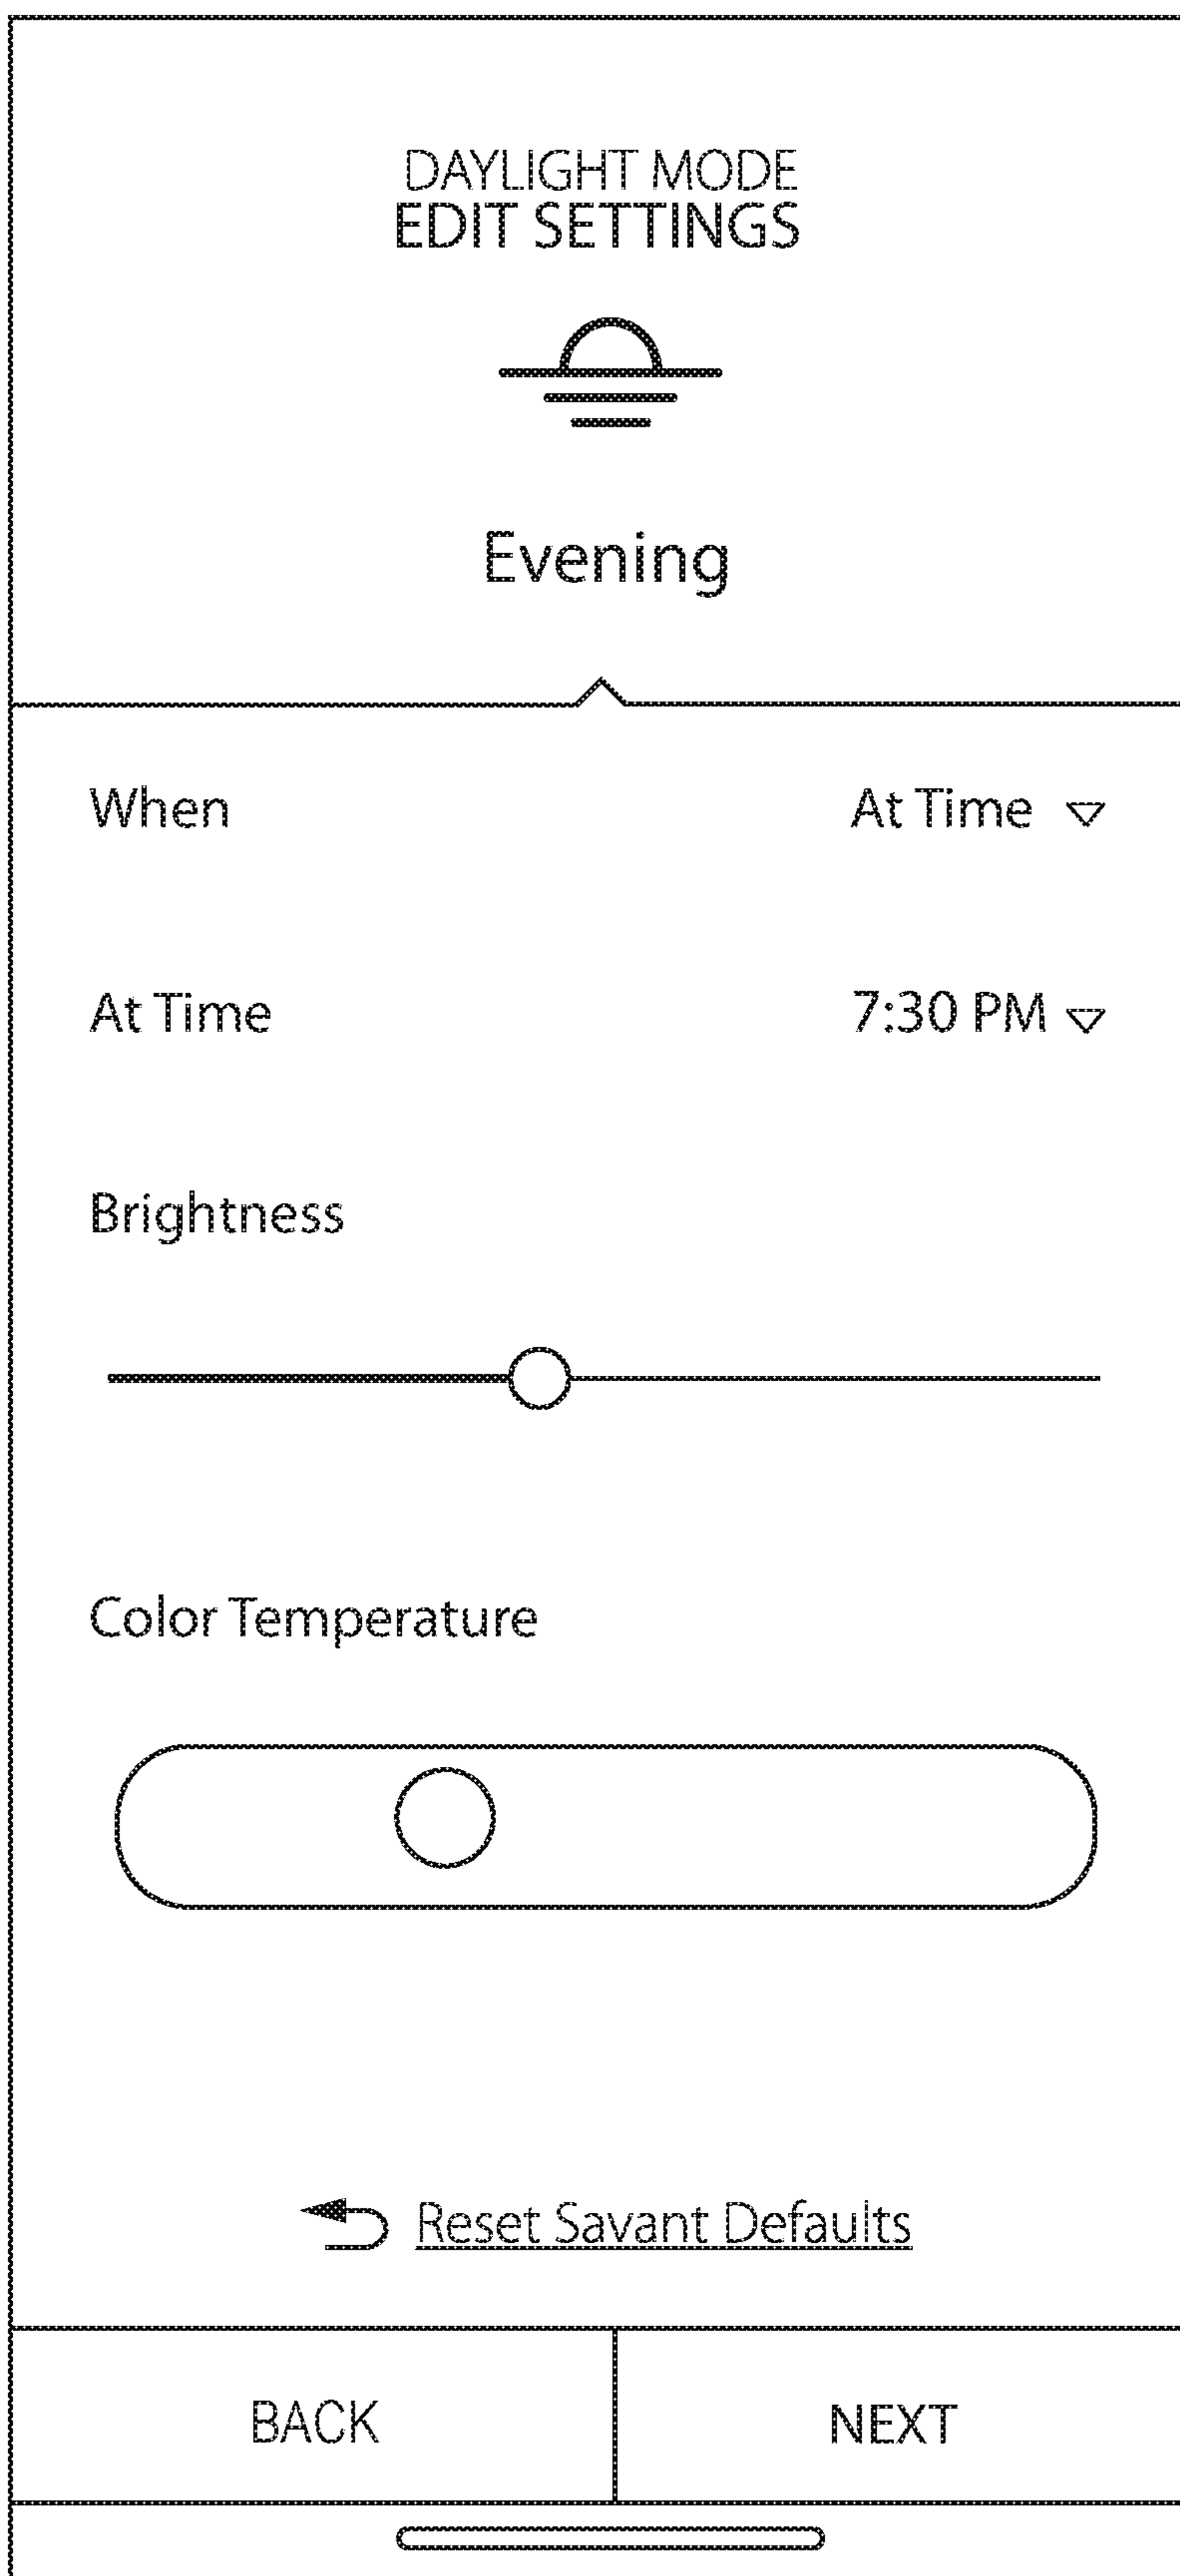 DAYLIGHT MODE
EDIT SETTINGS
Evening
When At Time
At Time 7:30 PM
Brightness
Color Temperature
Reset Savant Defaults
BACK NEXT